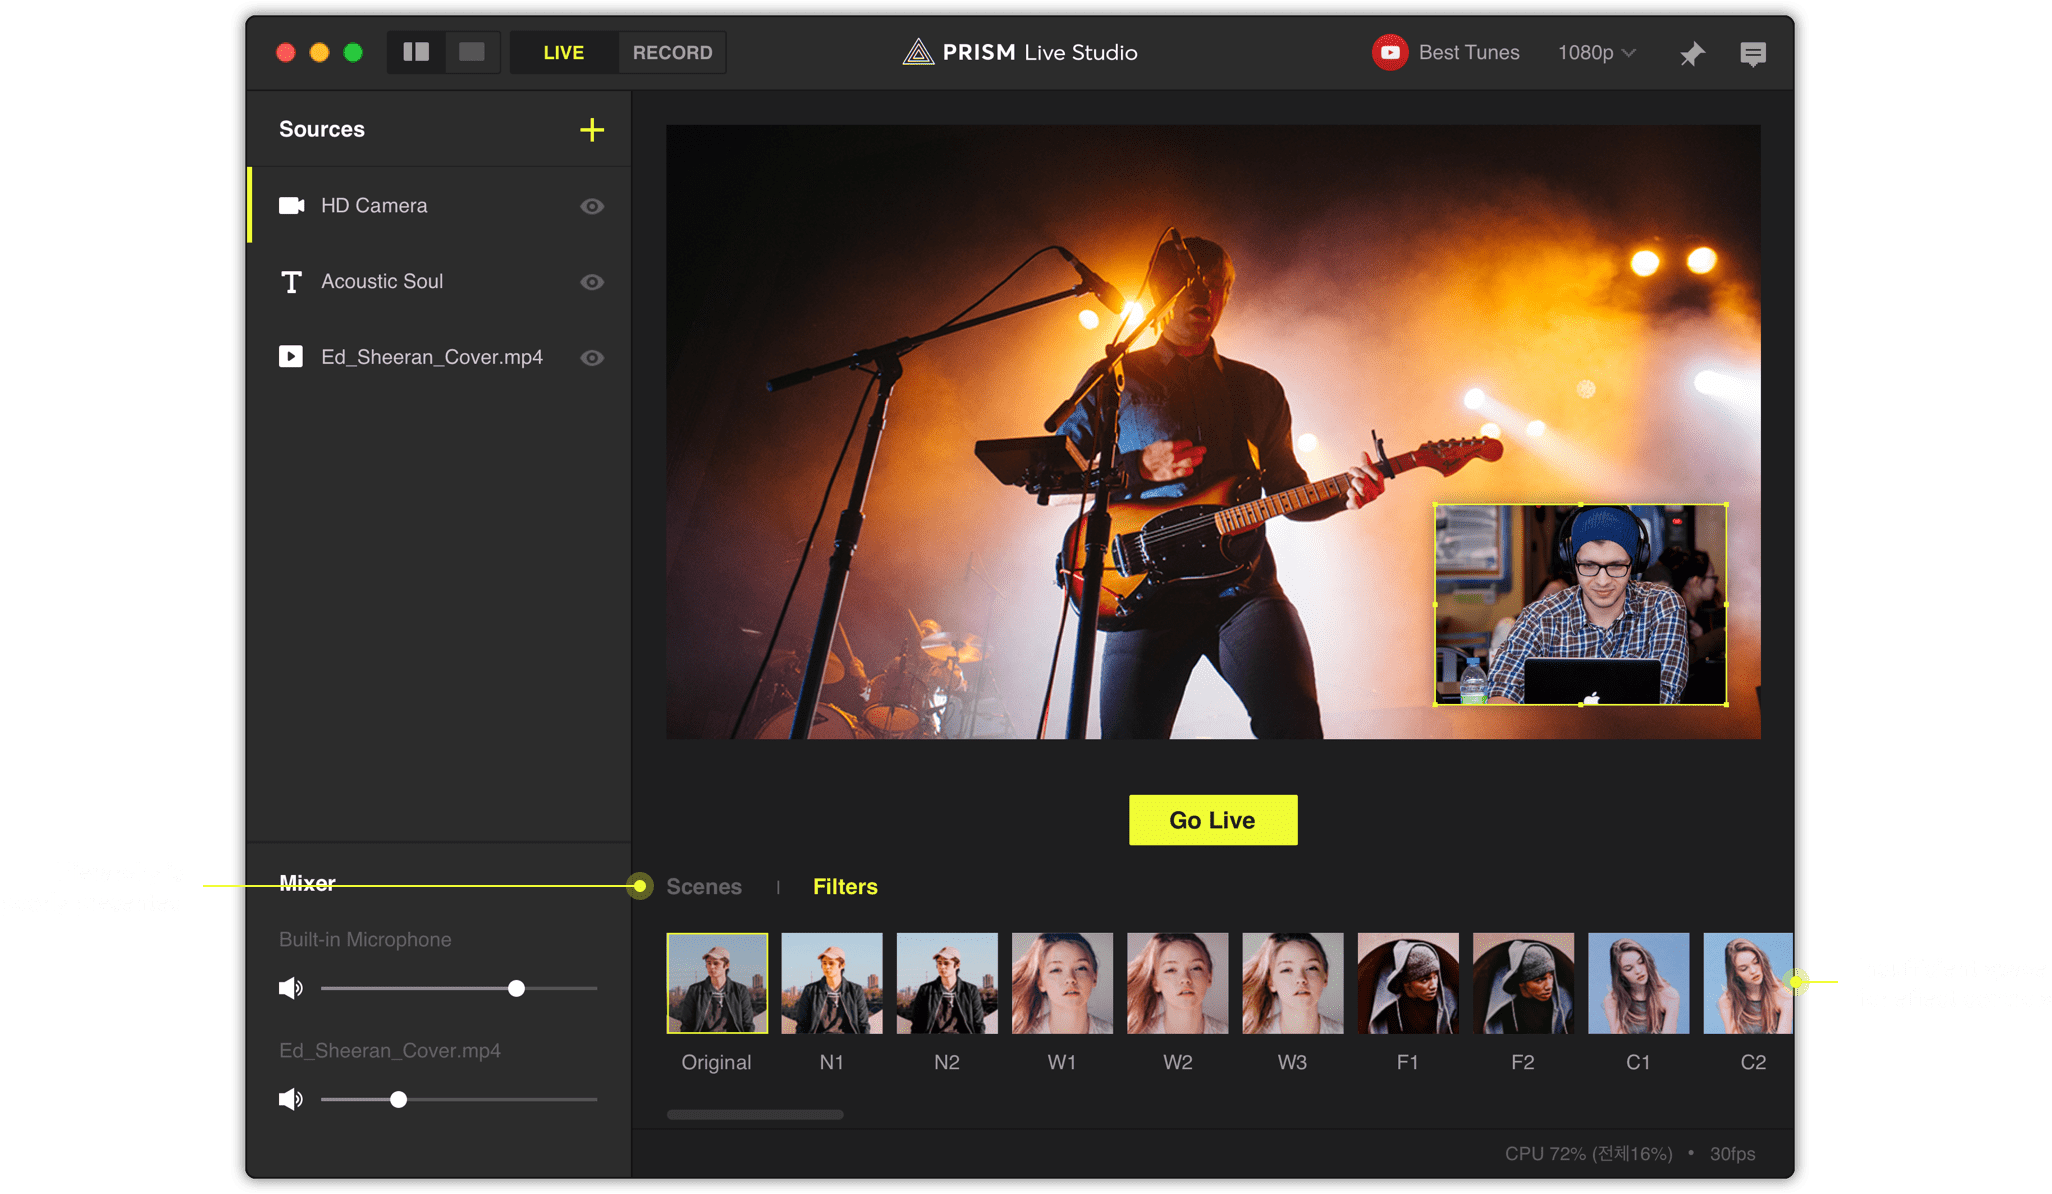 LIVE
RECORD
PRISM Live Studio
Best Tunes
1080p
Sources
HD Camera
Acoustic Soul
Ed_Sheeran_Cover.mp4
Go Live
Mixer
Scenes
Filters
Built-in Microphone
Ed_Sheeran_Cover.mp4
Original
N1
N2
W1
W2
W3
F1
F2
C1
C2
CPU 72% (전체16%) • 30fps